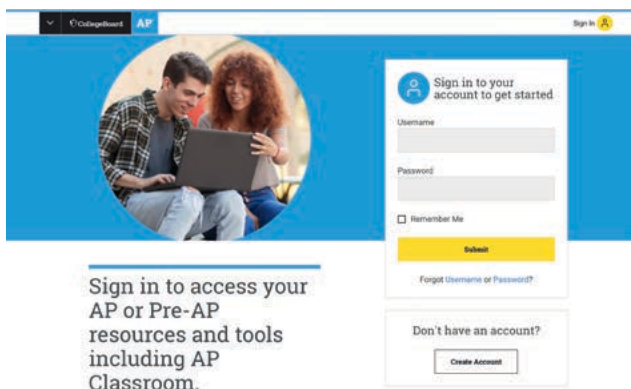 CollegeBoard AP
Sign In
Sign in to your
account to get started
Username
Password
Remember Me
Submit
Forgot Username or Password?
Sign in to access your
AP or Pre-AP
resources and tools
including AP
Classroom.
Don't have an account?
Create Account